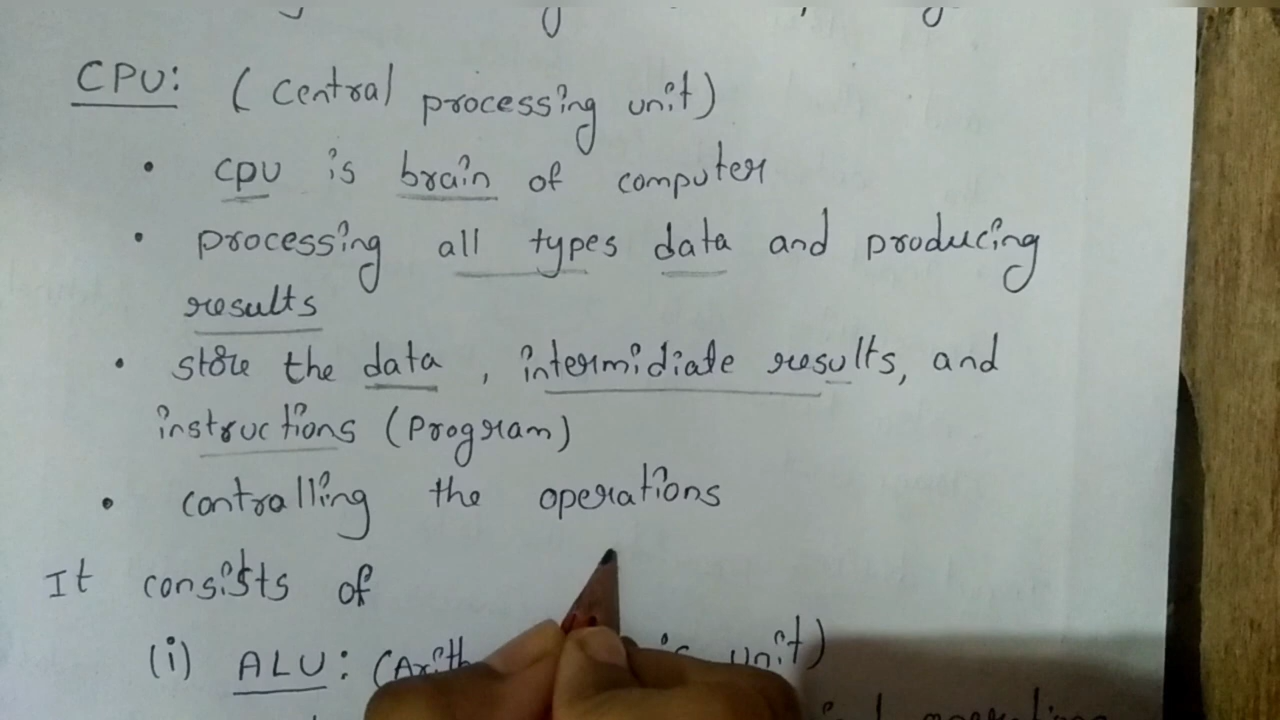 CPU: (Central processing unit)
• CPU is brain of computer
• processing all types data and producing
results
• store the data, intermidiate results, and
instructions (Program)
• contralling the operations
It consists of
(i) ALU: (Arith unit)